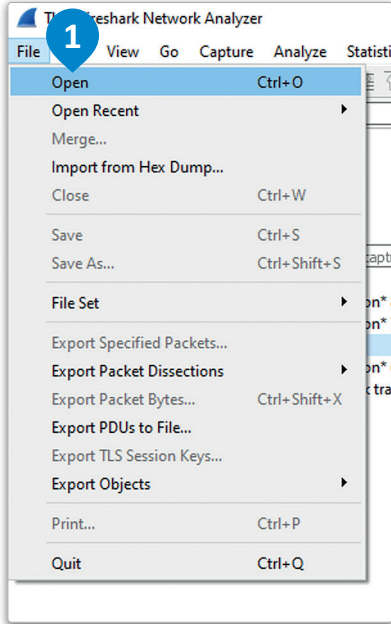 The Wireshark Network Analyzer
1
File View Go Capture Analyze Statisti
Open Ctrl+O
Open Recent
Merge...
Import from Hex Dump...
Close Ctrl+W
Save Ctrl+S
Save As... Ctrl+Shift+S
File Set
Export Specified Packets...
Export Packet Dissections
Export Packet Bytes... Ctrl+Shift+X
Export PDUs to File...
Export TLS Session Keys...
Export Objects
Print... Ctrl+P
Quit Ctrl+Q